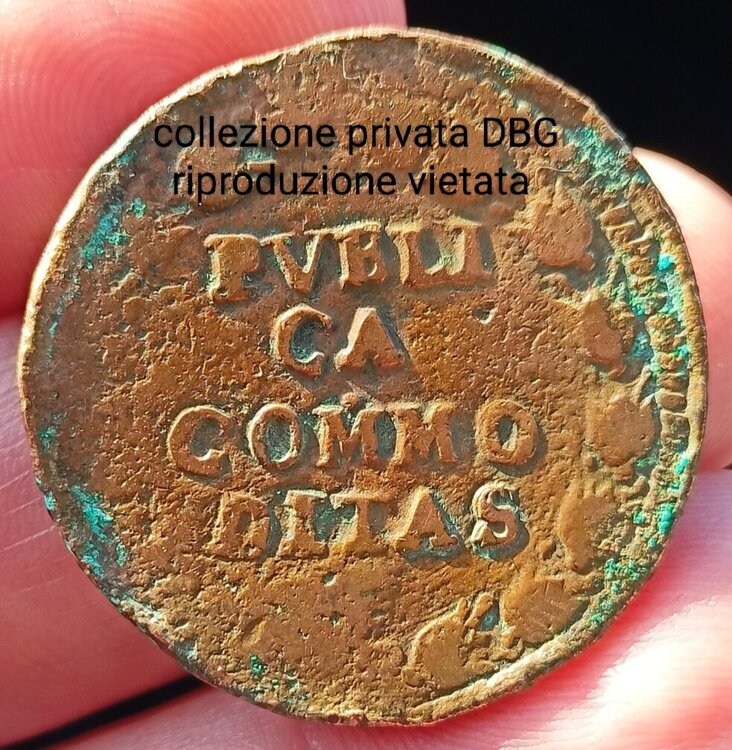 collezione privata DBG
riproduzione vietata
PVBLI
CA
COMMO
DITAS